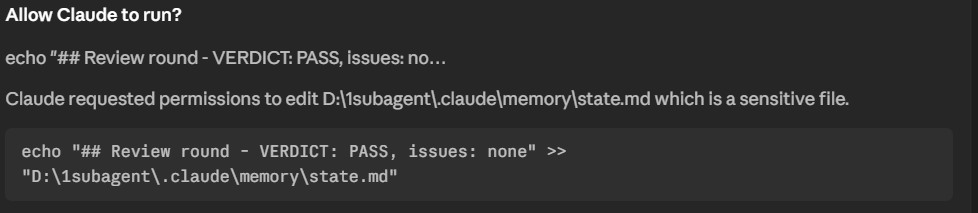 Allow Claude to run?
echo "## Review round - VERDICT: PASS, issues: no...
Claude requested permissions to edit D:\1subagent\.claude\memory\state.md which is a sensitive file.
echo "## Review round - VERDICT: PASS, issues: none" >>
"D:\1subagent\.claude\memory\state.md"